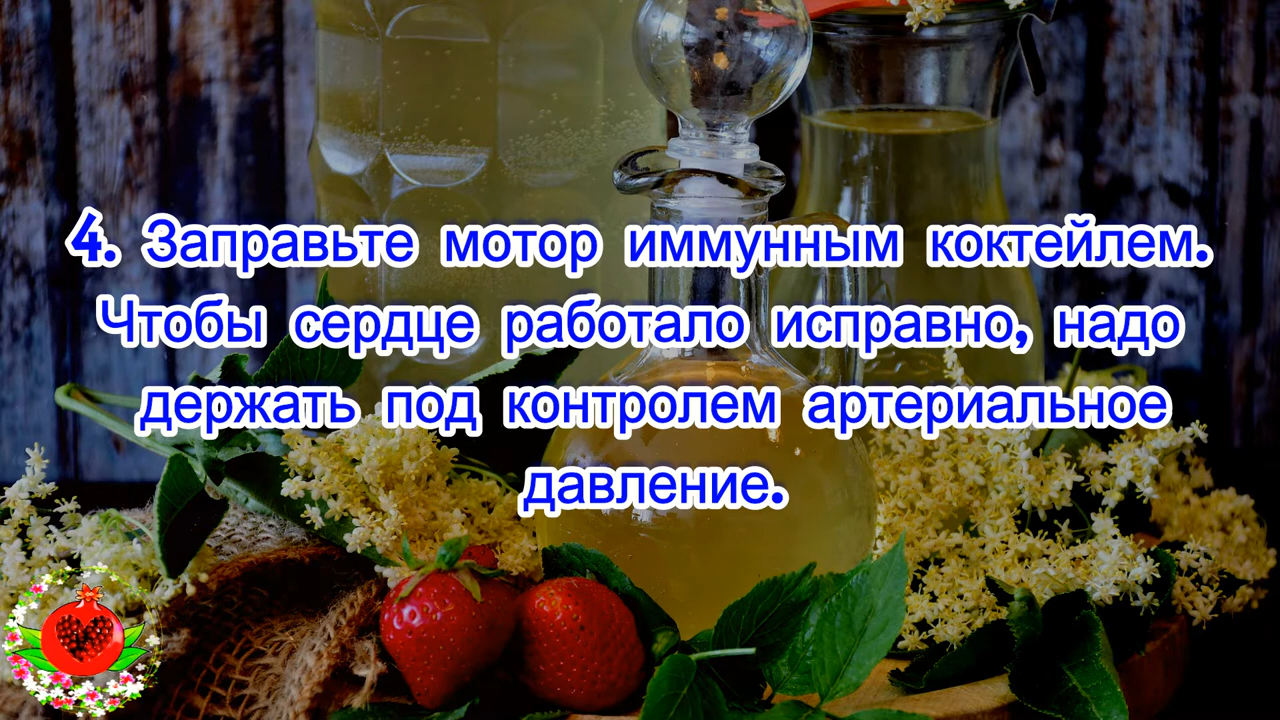 4. Заправьте мотор иммунным коктейлем.
Чтобы сердце работало исправно, надо
держать под контролем артериальное
давление.